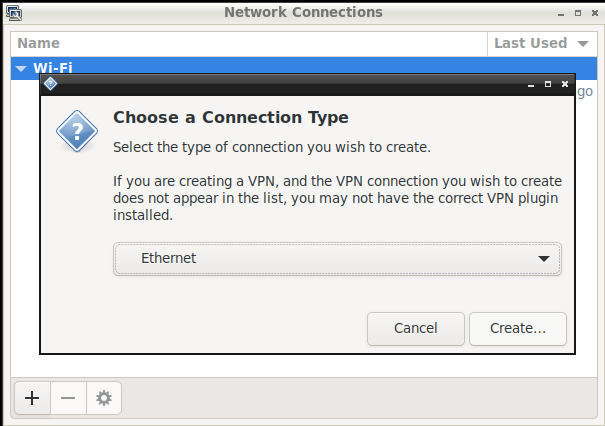 Network Connections
Name
Last Used
Wi-Fi
go
Choose a Connection Type
Select the type of connection you wish to create.
If you are creating a VPN, and the VPN connection you wish to create
does not appear in the list, you may not have the correct VPN plugin
installed.
Ethernet
Cancel
Create...